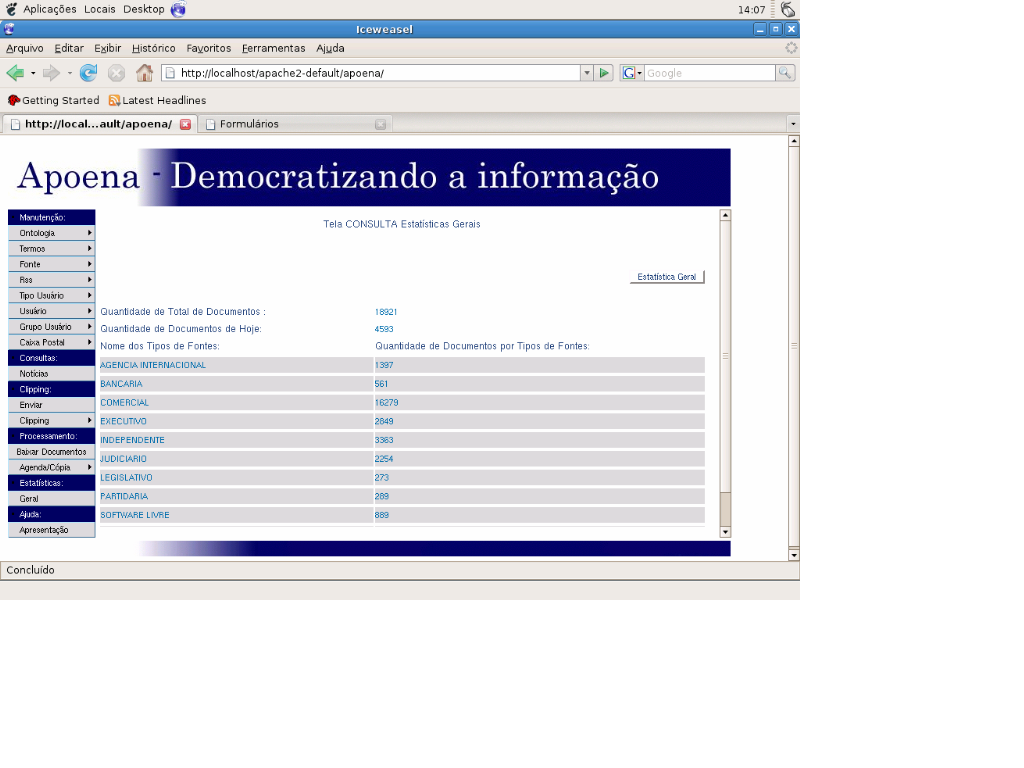 Aplicações Locais Desktop 14:07
Iceweasel
Arquivo Editar Exibir Histórico Favoritos Ferramentas Ajuda
http://localhost/apache2-default/apoena/ G Google
Getting Started Latest Headlines
http://local...ault/apoena/ Formulários
Apoena - Democratizando a informação
Manutenção:
Ontologia
Termos
Fonte
Rss
Tipo Usuário
Usuário
Grupo Usuário
Caixa Postal
Consultas:
Notícias
Clipping:
Enviar
Clipping
Processamento:
Baixar Documentos
Agenda/Cópia
Estatísticas:
Geral
Ajuda:
Apresentação
Tela CONSULTA Estatísticas Gerais
Estatística Geral
Quantidade de Total de Documentos : 18921
Quantidade de Documentos de Hoje: 4593
Nome dos Tipos de Fontes: Quantidade de Documentos por Tipos de Fontes:
AGENCIA INTERNACIONAL 1397
BANCARIA 561
COMERCIAL 16279
EXECUTIVO 2849
INDEPENDENTE 3363
JUDICIARIO 2254
LEGISLATIVO 273
PARTIDARIA 289
SOFTWARE LIVRE 889
Concluído